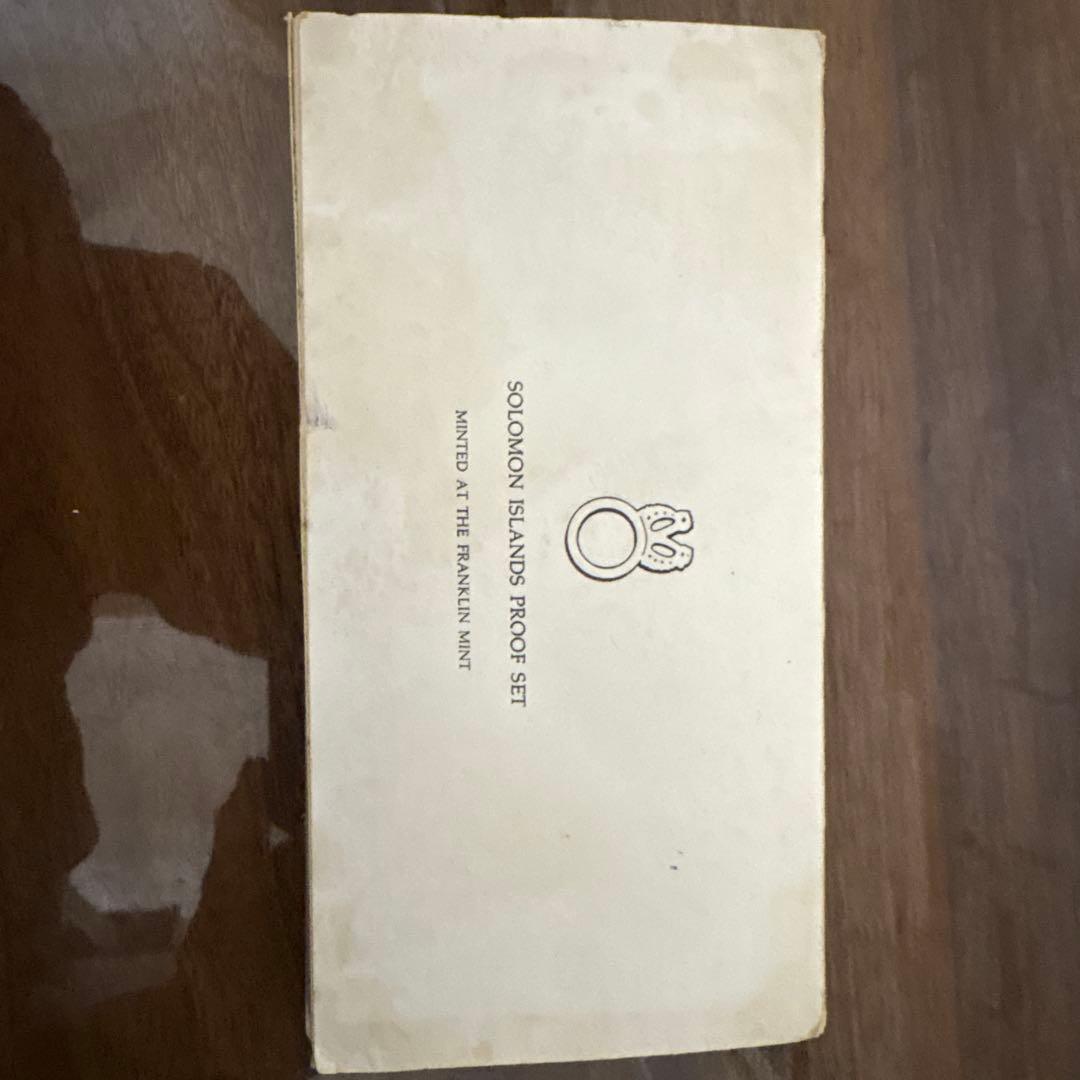 SOLOMON ISLANDS PROOF SET
MINTED AT THE FRANKLIN MINT